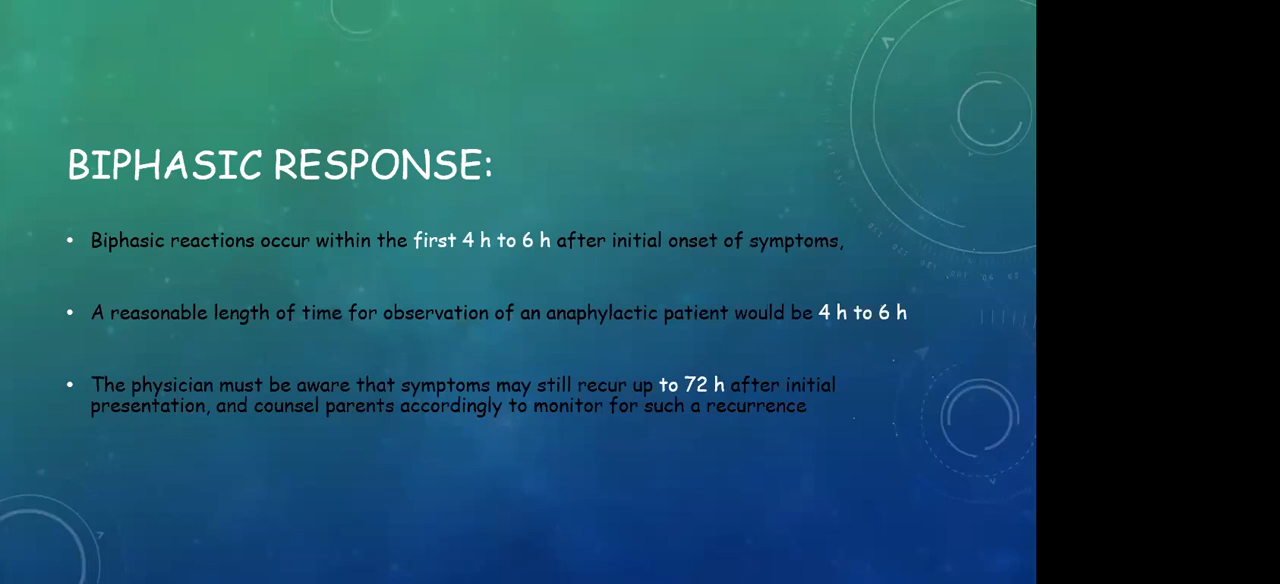 BIPHASIC RESPONSE:
• Biphasic reactions occur within the first 4 h to 6 h after initial onset of symptoms,
• A reasonable length of time for observation of an anaphylactic patient would be 4 h to 6 h
• The physician must be aware that symptoms may still recur up to 72 h after initial
presentation, and counsel parents accordingly to monitor for such a recurrence